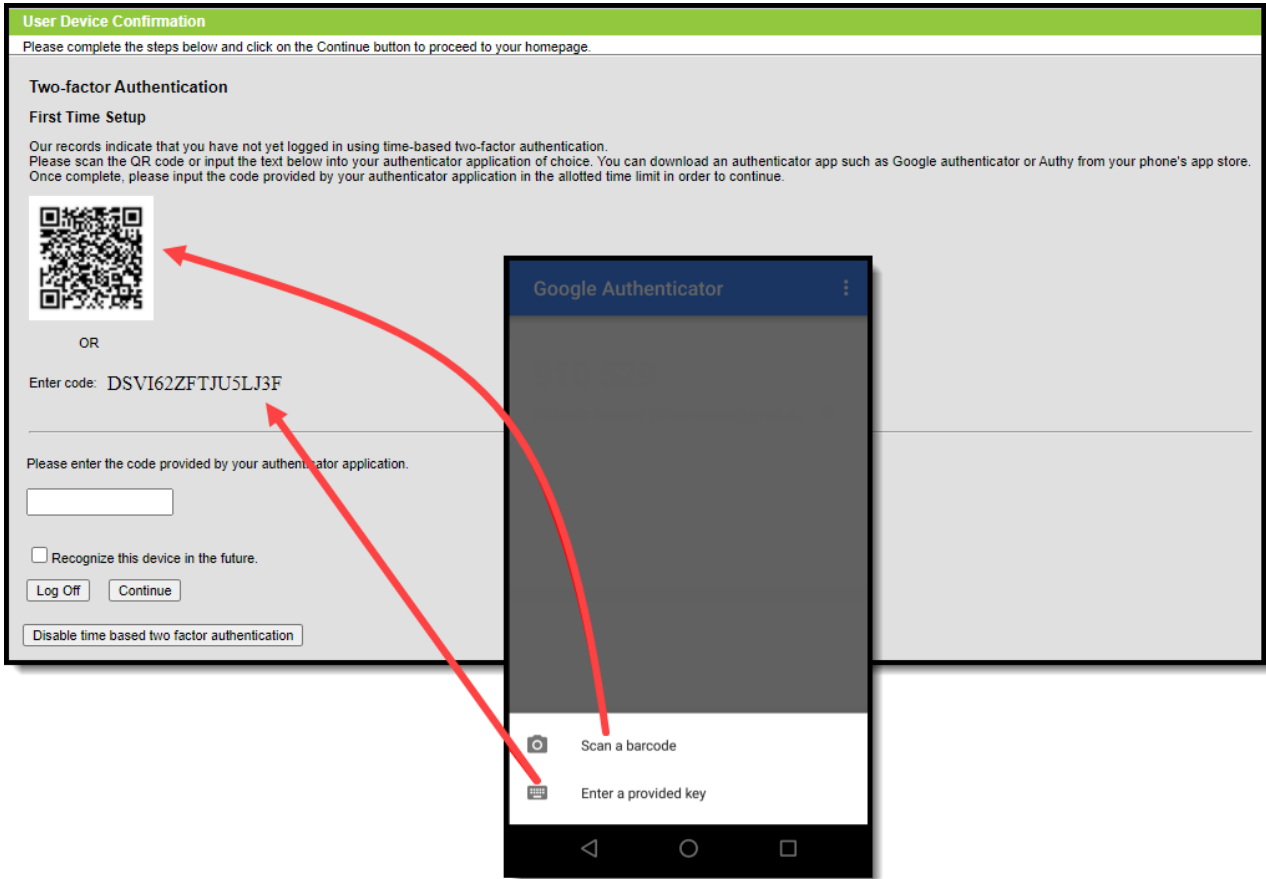 User Device Confirmation
Please complete the steps below and click on the Continue button to proceed to your homepage.
Two-factor Authentication
First Time Setup
Our records indicate that you have not yet logged in using time-based two-factor authentication.
Please scan the QR code or input the text below into your authenticator application of choice. You can download an authenticator app such as Google authenticator or Authy from your phone's app store.
Once complete, please input the code provided by your authenticator application in the allotted time limit in order to continue.
OR
Enter code: DSVI62ZFTJU5LJ3F
Please enter the code provided by your authenticator application.
Recognize this device in the future.
Log Off Continue
Disable time based two factor authentication
Google Authenticator
Scan a barcode
Enter a provided key